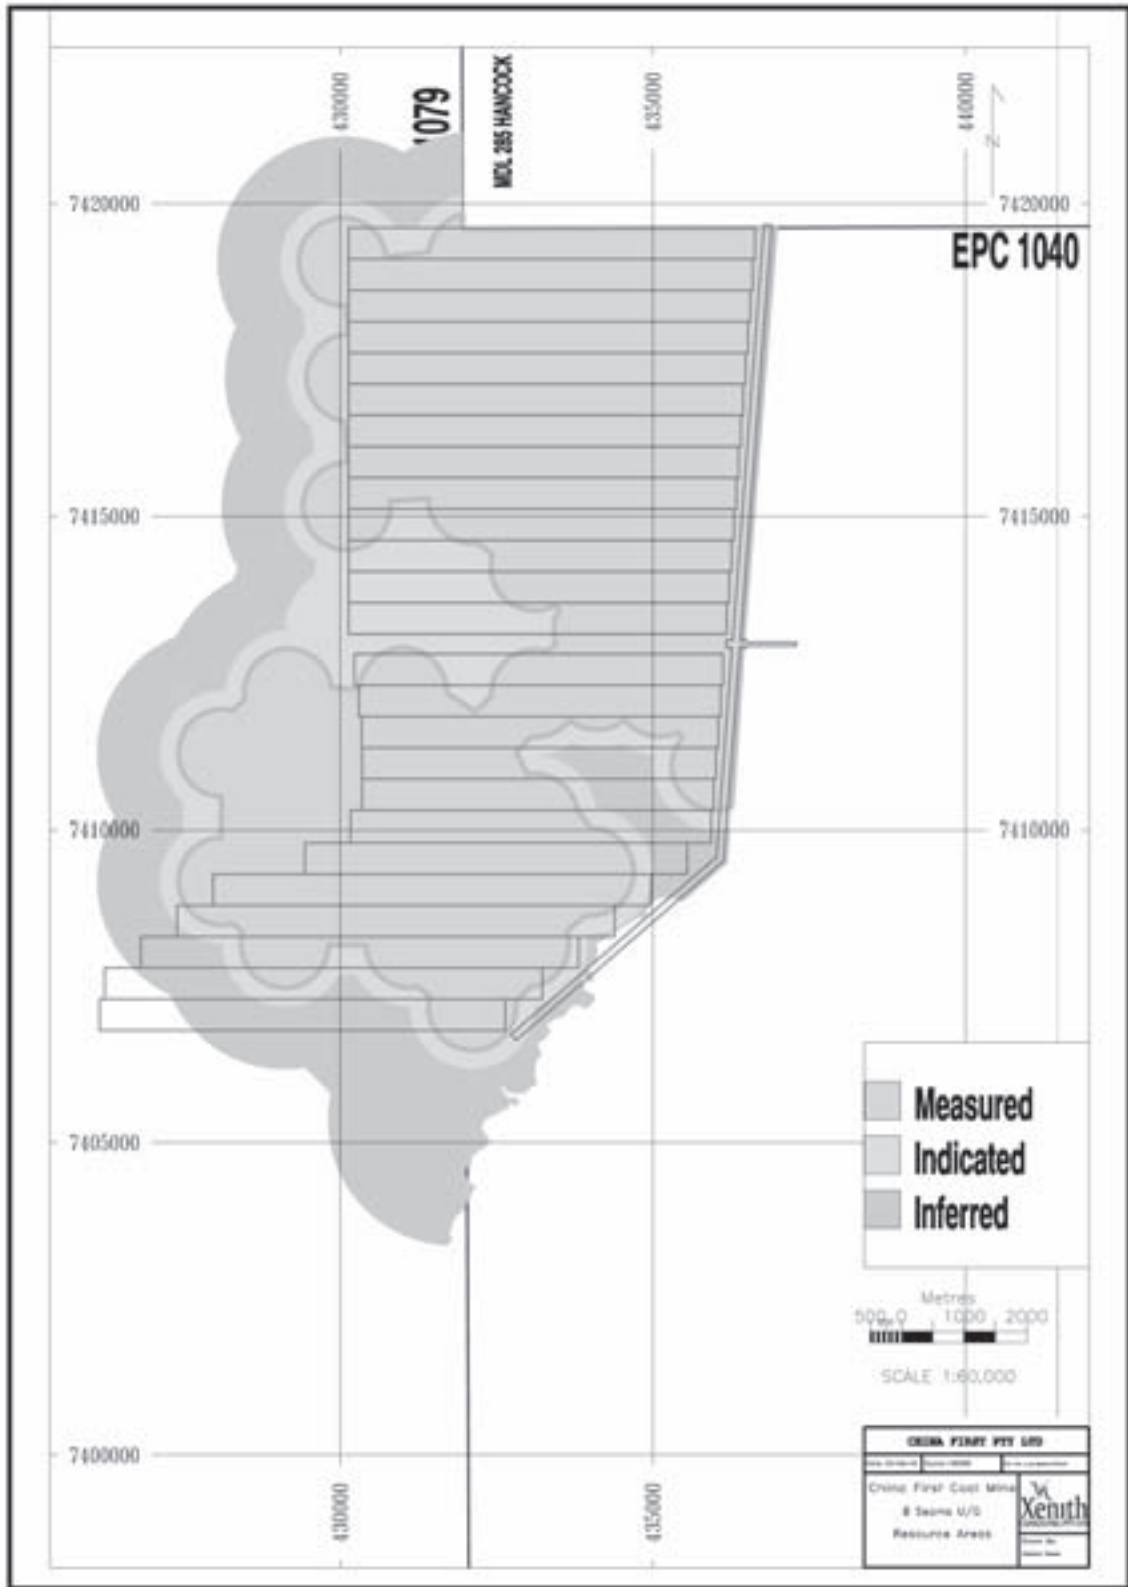 430000
1079
MDL 285 HANCOCK
435000
440000
N
7420000
7420000
EPC 1040
7415000
7415000
7410000
7410000
7405000
Measured
Indicated
Inferred
Metres
500 0 1000 2000
SCALE 1:60,000
7400000
430000
435000
CHINA FIRST PTY LTD
China First Coal Mine
B Seams U/G
Resource Areas
Xenith